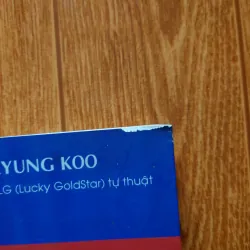 YUNG KOO
LG (Lucky GoldStar) tự thuật